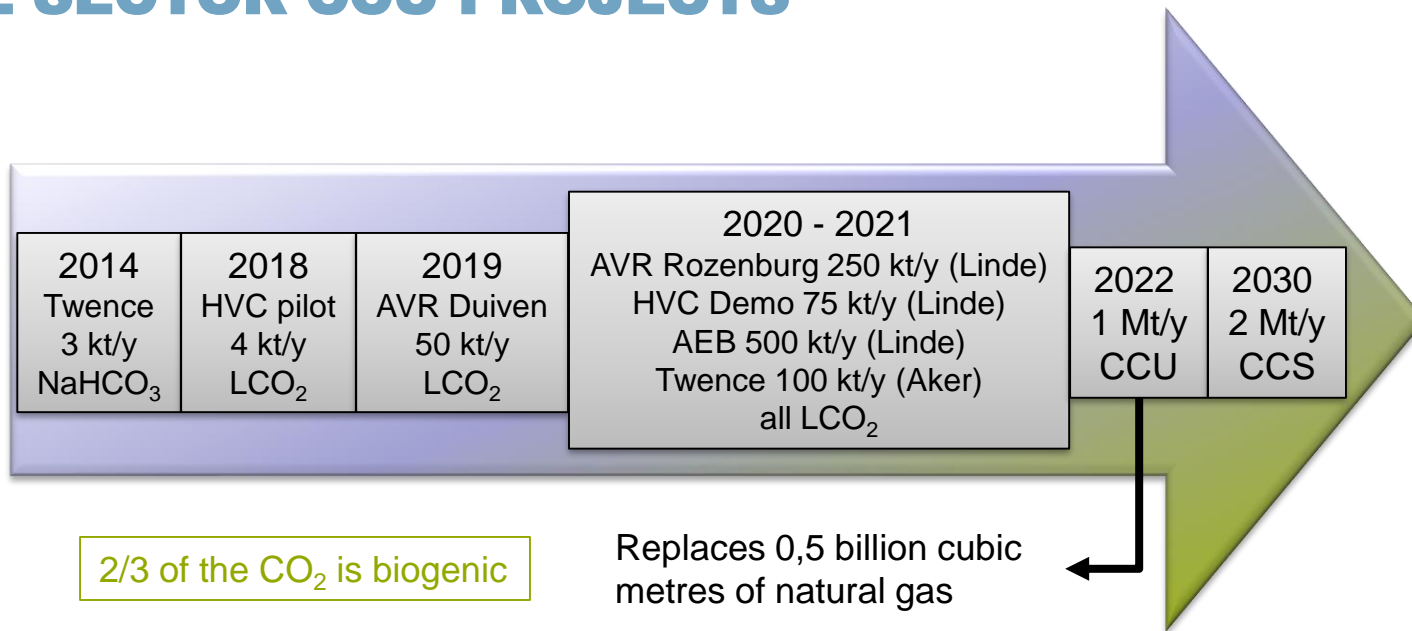 2014
Twence
3 kt/y
NaHCO₃
2018
HVC pilot
4 kt/y
LCO₂
2019
AVR Duiven
50 kt/y
LCO₂
2020 - 2021
AVR Rozenburg 250 kt/y (Linde)
HVC Demo 75 kt/y (Linde)
AEB 500 kt/y (Linde)
Twence 100 kt/y (Aker)
all LCO₂
2022
1 Mt/y
CCU
2030
2 Mt/y
CCS
2/3 of the CO₂ is biogenic
Replaces 0,5 billion cubic
metres of natural gas